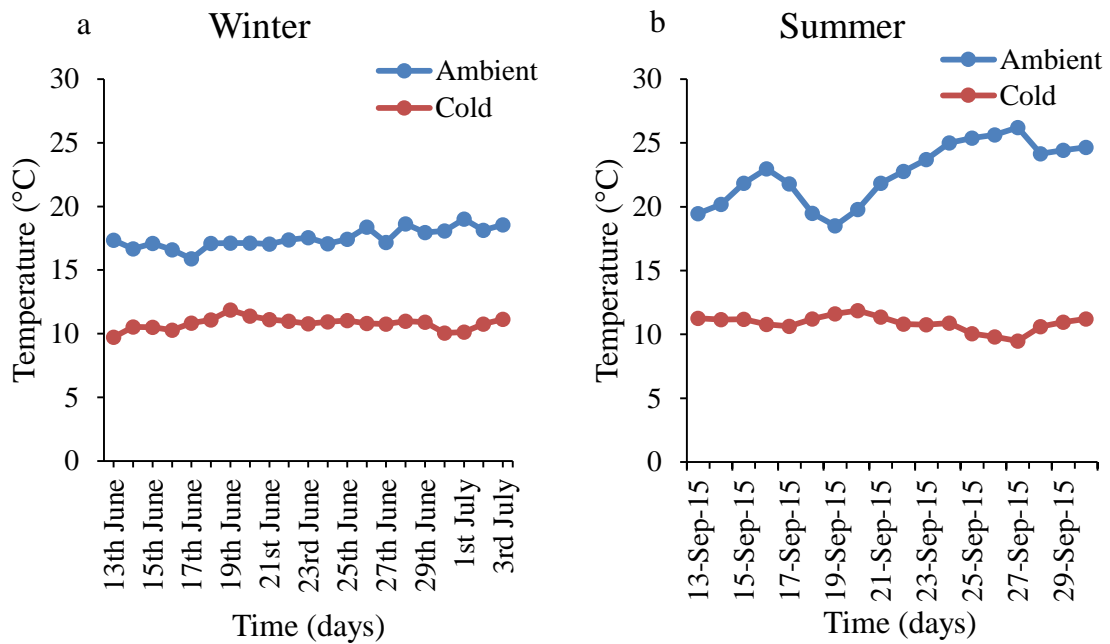 a
Winter
Ambient
Cold
30
25
20
15
10
5
0
Temperature (°C)
13th June
15th June
17th June
19th June
21st June
23rd June
25th June
27th June
29th June
1st July
3rd July
Time (days)
b
Summer
Ambient
Cold
30
25
20
15
10
5
0
Temperature (°C)
13-Sep-15
15-Sep-15
17-Sep-15
19-Sep-15
21-Sep-15
23-Sep-15
25-Sep-15
27-Sep-15
29-Sep-15
Time (days)